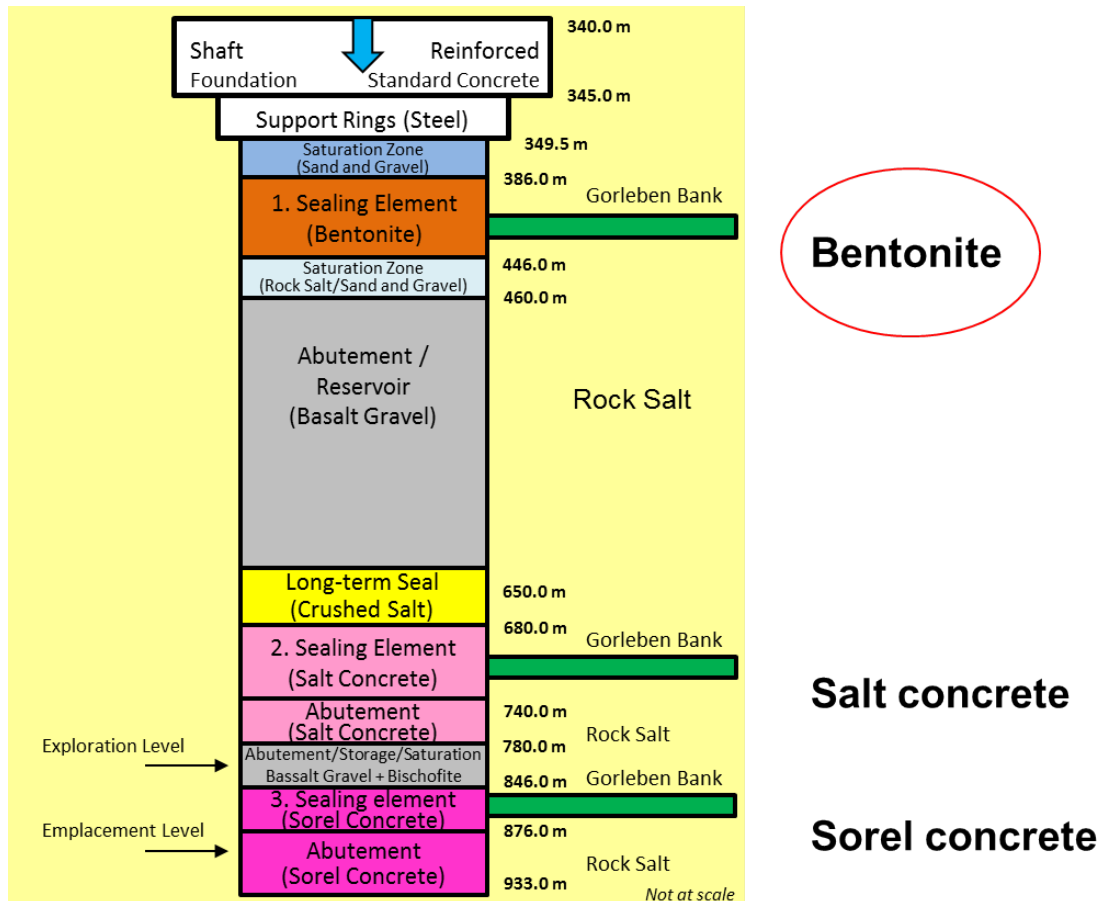 340.0 m
Shaft Reinforced
Foundation Standard Concrete
345.0 m
Support Rings (Steel)
349.5 m
Saturation Zone
(Sand and Gravel)
386.0 m
Gorleben Bank
1. Sealing Element
(Bentonite)
Bentonite
446.0 m
Saturation Zone
(Rock Salt/Sand and Gravel)
460.0 m
Abutement /
Reservoir
(Basalt Gravel)
Rock Salt
Long-term Seal
(Crushed Salt)
650.0 m
680.0 m
Gorleben Bank
2. Sealing Element
(Salt Concrete)
Salt concrete
740.0 m
Abutement
(Salt Concrete)
Rock Salt
780.0 m
Exploration Level
Abutement/Storage/Saturation
Bassalt Gravel + Bischofite
846.0 m
Gorleben Bank
3. Sealing element
(Sorel Concrete)
Emplacement Level
876.0 m
Sorel concrete
Abutement
(Sorel Concrete)
Rock Salt
933.0 m
Not at scale